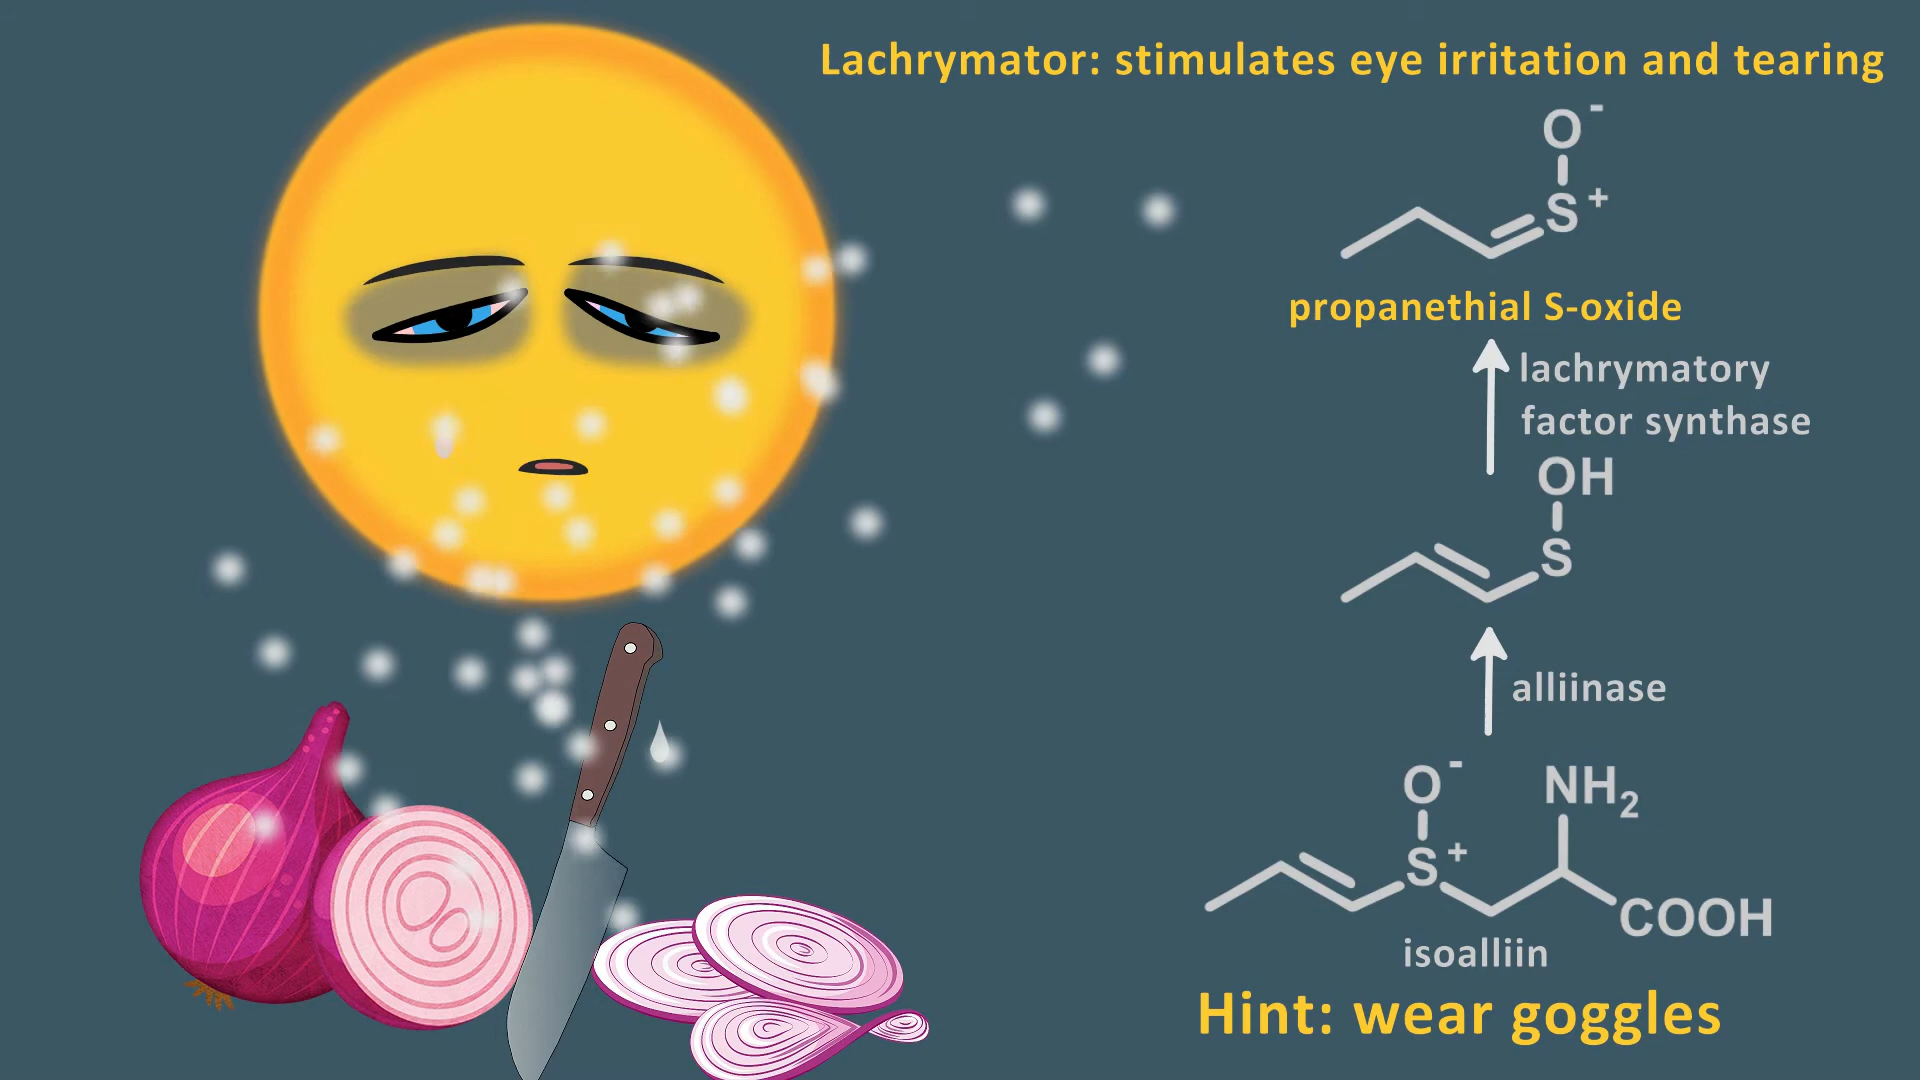 Lachrymator: stimulates eye irritation and tearing
O-
S+
propanethial S-oxide
lachrymatory
factor synthase
OH
S
alliinase
O- NH2
S+
COOH
isoalliin
Hint: wear goggles